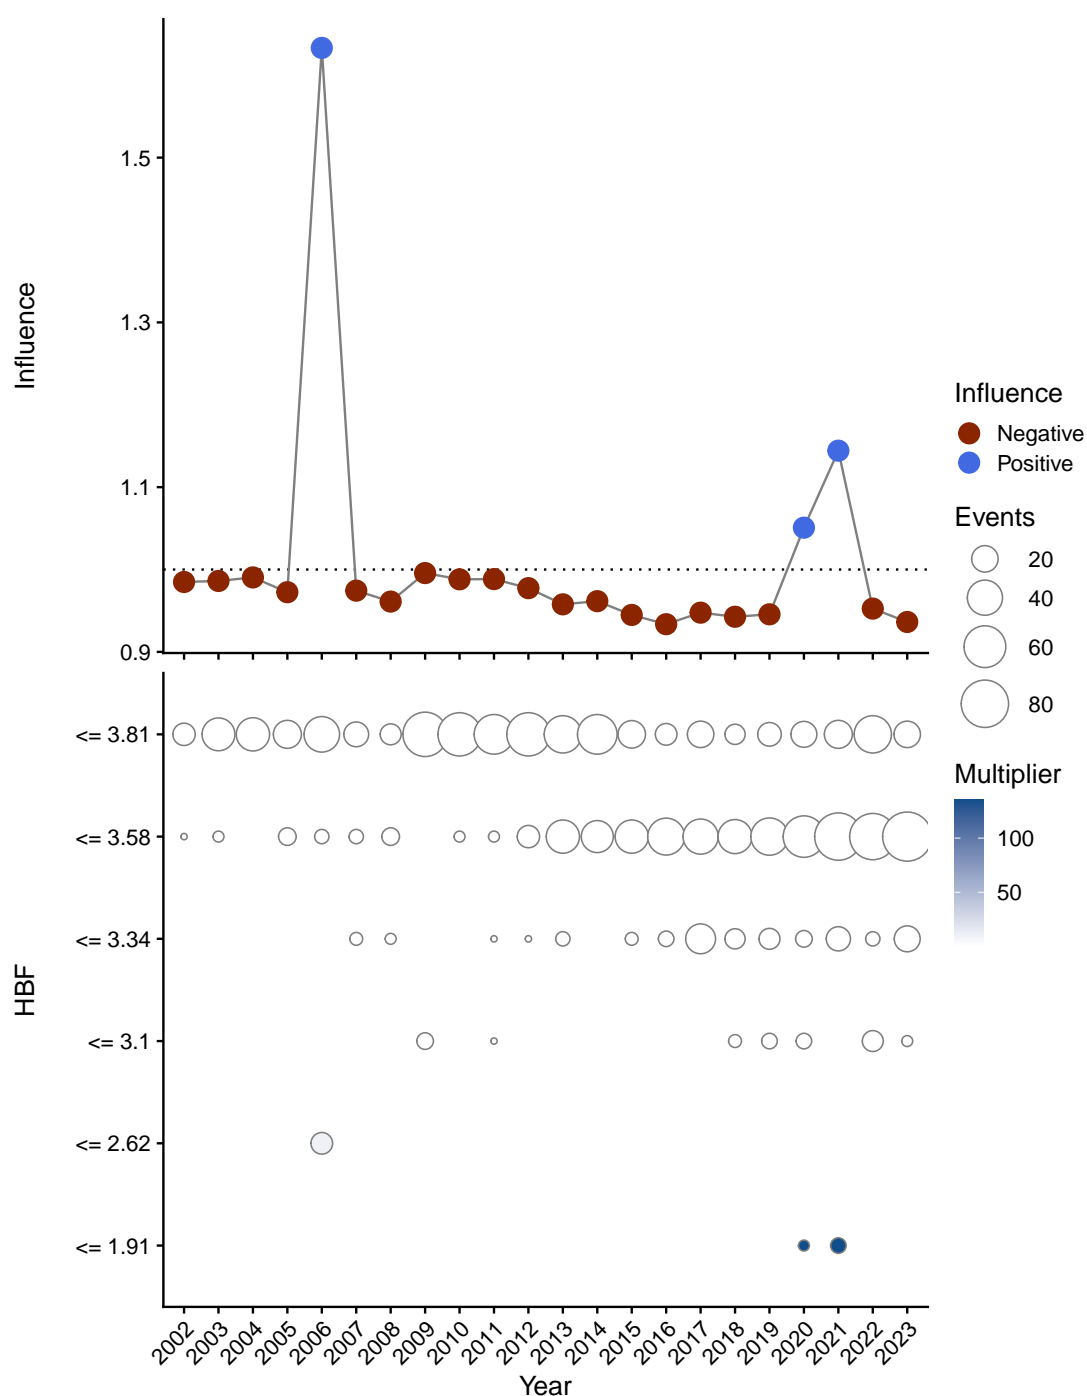 Influence
1.5
1.3
1.1
0.9
Influence
Negative
Positive
Events
20
40
60
80
Multiplier
100
50
HBF
<= 3.81
<= 3.58
<= 3.34
<= 3.1
<= 2.62
<= 1.91
2002 2003 2004 2005 2006 2007 2008 2009 2010 2011 2012 2013 2014 2015 2016 2017 2018 2019 2020 2021 2022 2023
Year